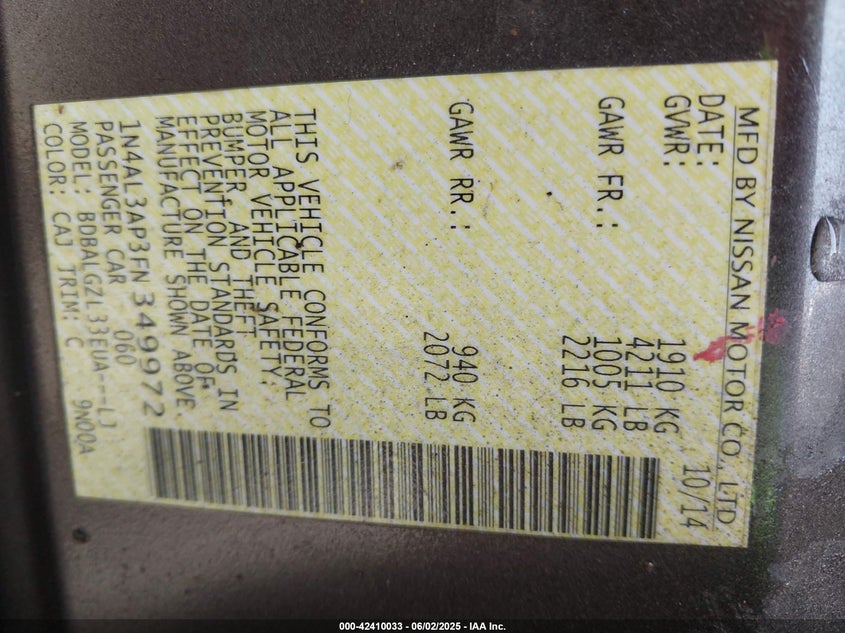 MFD BY NISSAN MOTOR CO., LTD
DATE: 10/14
GVWR: 1910 KG
4211 LB
GAWR FR.: 1005 KG
2216 LB
GAWR RR.: 940 KG
2072 LB
THIS VEHICLE CONFORMS TO
ALL APPLICABLE FEDERAL
MOTOR VEHICLE SAFETY,
BUMPER, AND THEFT
PREVENTION STANDARDS IN
EFFECT ON THE DATE OF
MANUFACTURE SHOWN ABOVE.
1N4AL3AP3FN349972
PASSENGER CAR 060
MODEL: BDBALGZL33EUA--LJ
COLOR: CAJ TRIM: C 9N00A
000-42410033 - 06/02/2025 - IAA Inc.